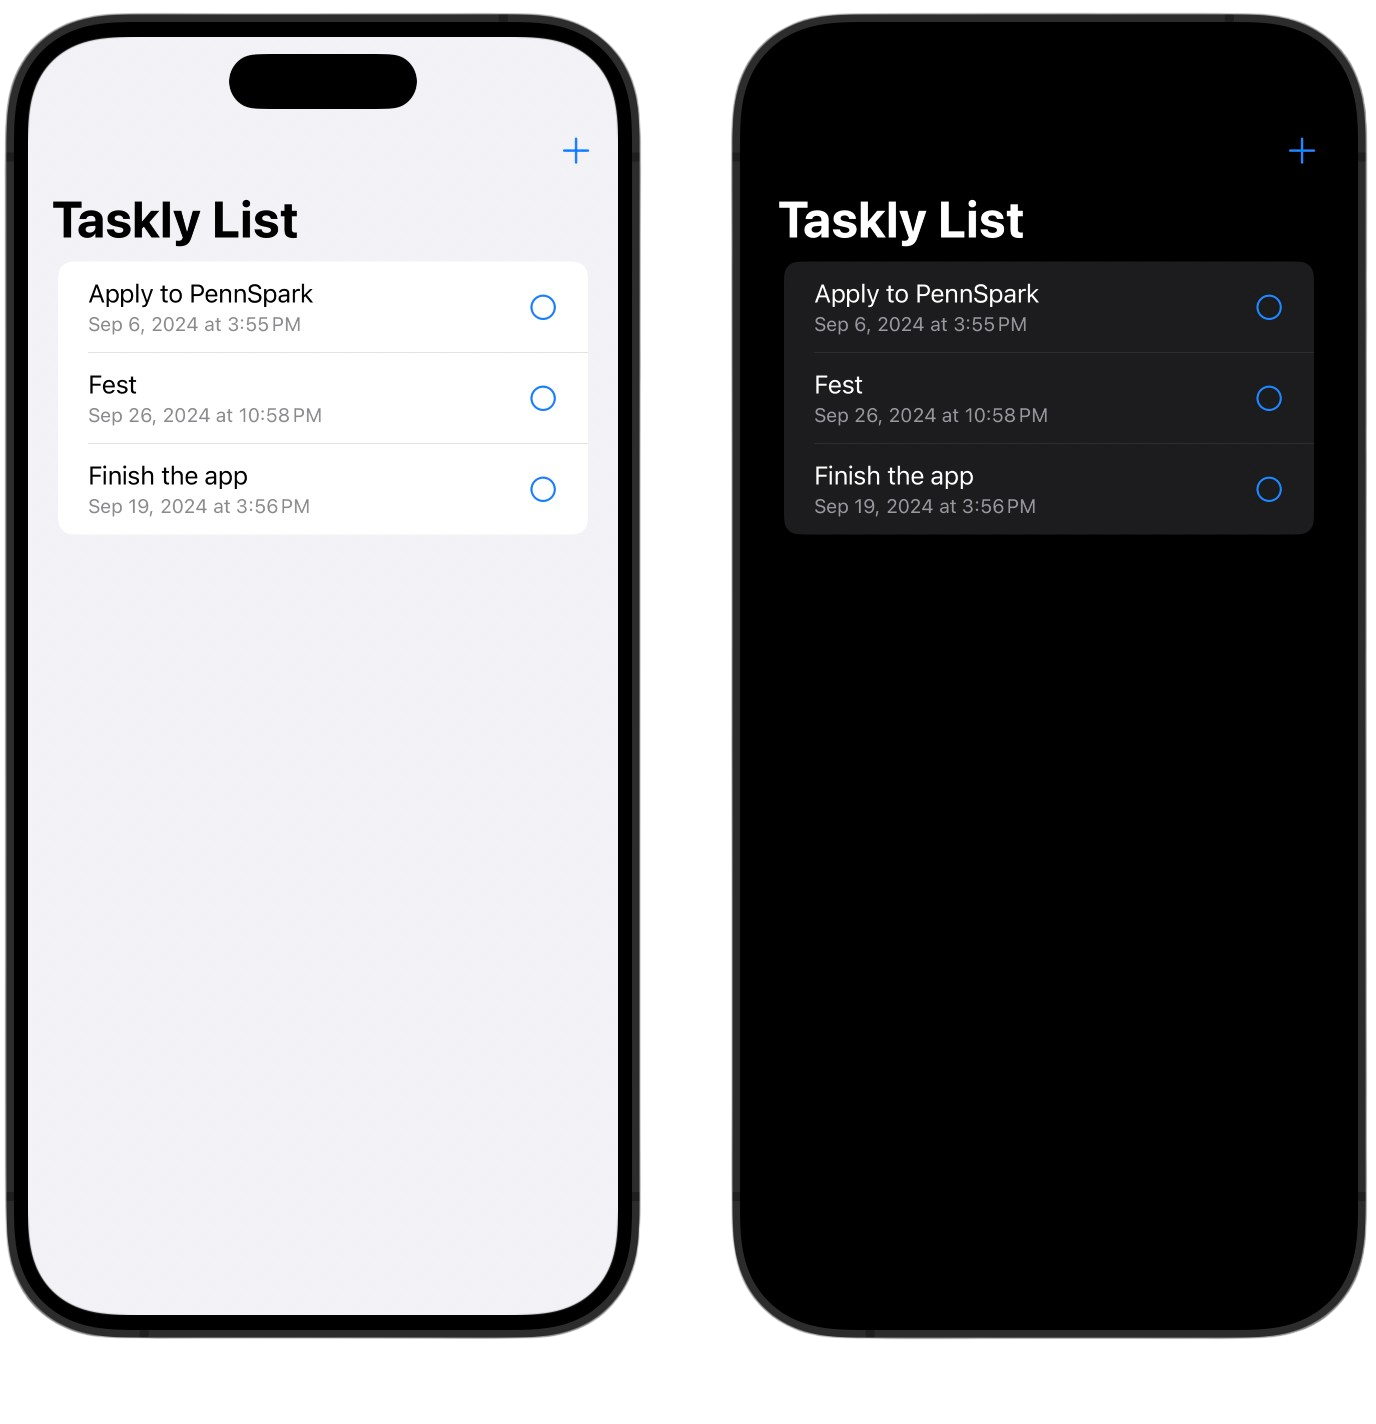 Taskly List
Apply to PennSpark
Sep 6, 2024 at 3:55 PM
Fest
Sep 26, 2024 at 10:58 PM
Finish the app
Sep 19, 2024 at 3:56 PM
Taskly List
Apply to PennSpark
Sep 6, 2024 at 3:55 PM
Fest
Sep 26, 2024 at 10:58 PM
Finish the app
Sep 19, 2024 at 3:56 PM